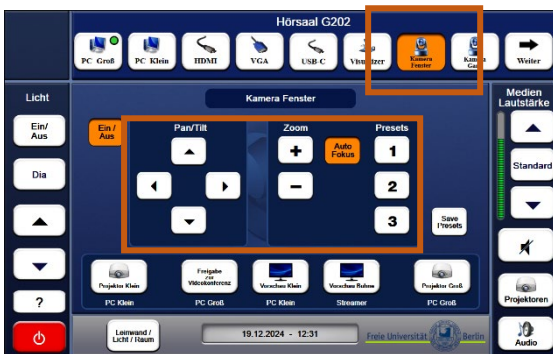 Hörsaal G202
PC Groß
PC Klein
HDMI
VGA
USB-C
Visualizer
Kamera
Fenster
Weiter
Licht
Kamera Fenster
Medien
Lautstärke
Ein/
Aus
Ein /
Aus
Pan/Tilt
Zoom
Auto
Fokus
Presets
1
Dia
2
Standard
3
Save
Presets
Projektor Klein
Freigabe
zur
Videokonferenz
Vorschau Klein
Vorschau Buhne
Projektor Groß
Projektoren
?
PC Klein
PC Groß
PC Klein
Streamer
PC Groß
Leinwand /
Licht / Raum
19.12.2024 - 12:31
Freie Universität
Berlin
Audio